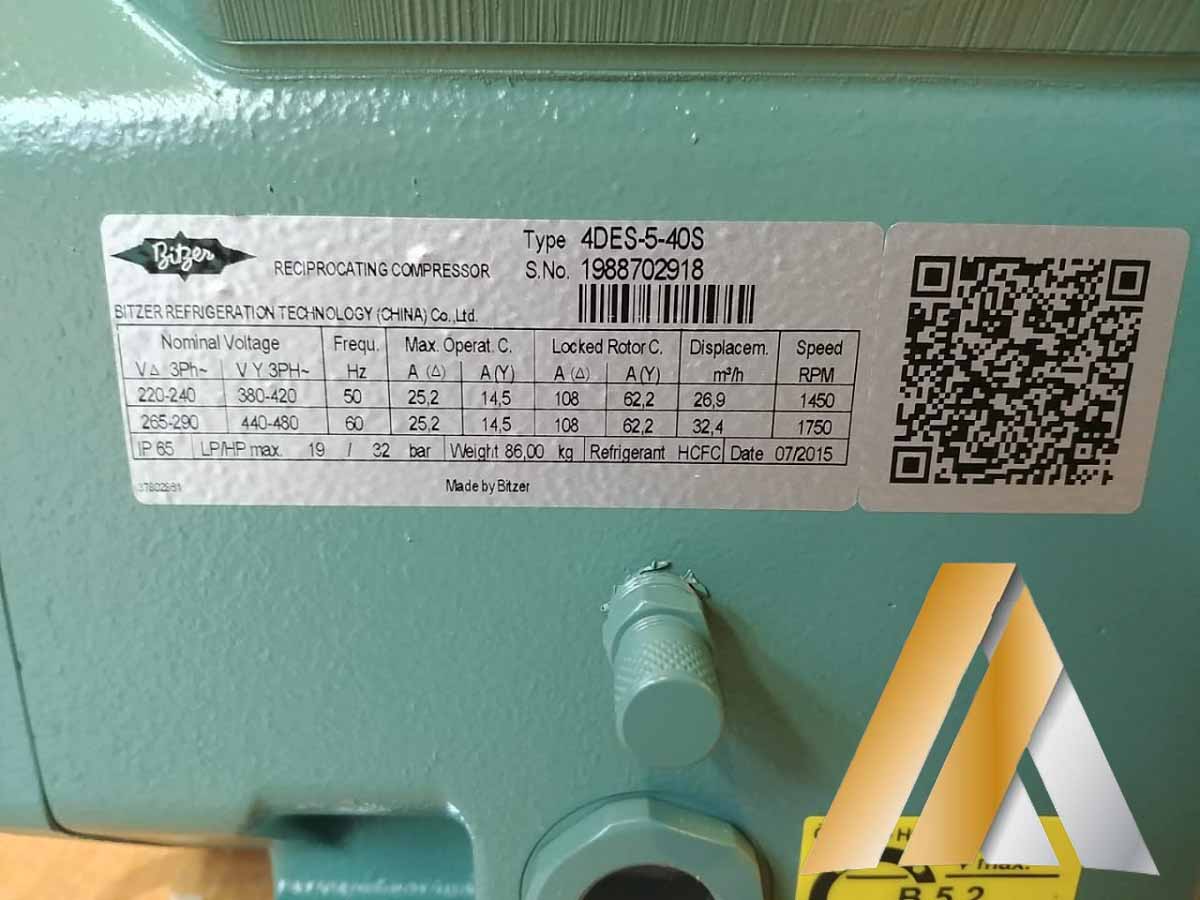 Bitzer
RECIPROCATING COMPRESSOR
Type 4DES-5-40S
S.No. 1988702918
BITZER REFRIGERATION TECHNOLOGY (CHINA) Co.,Ltd.
Nominal Voltage Frequ. Max. Operat. C. Locked Rotor C. Displacem. Speed
V△ 3Ph~ V Y 3PH~ Hz A (△) A (Y) A (△) A (Y) m³/h RPM
220-240 380-420 50 25,2 14,5 108 62,2 26,9 1450
265-290 440-480 60 25,2 14,5 108 62,2 32,4 1750
IP 65 LP/HP max. 19 / 32 bar Weight 86,00 kg Refrigerant HCFC Date 07/2015
Made by Bitzer
max.
B 5.2